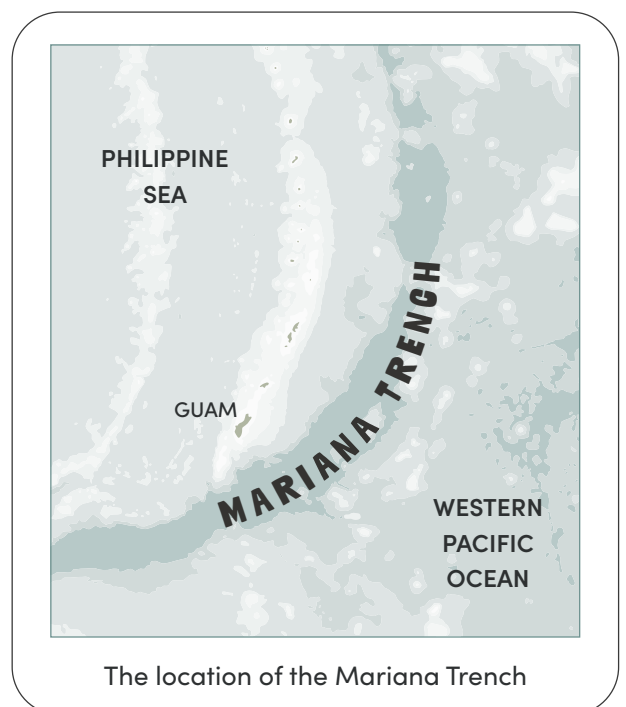 PHILIPPINE
SEA
GUAM
MARIANA TRENCH
WESTERN
PACIFIC
OCEAN
The location of the Mariana Trench